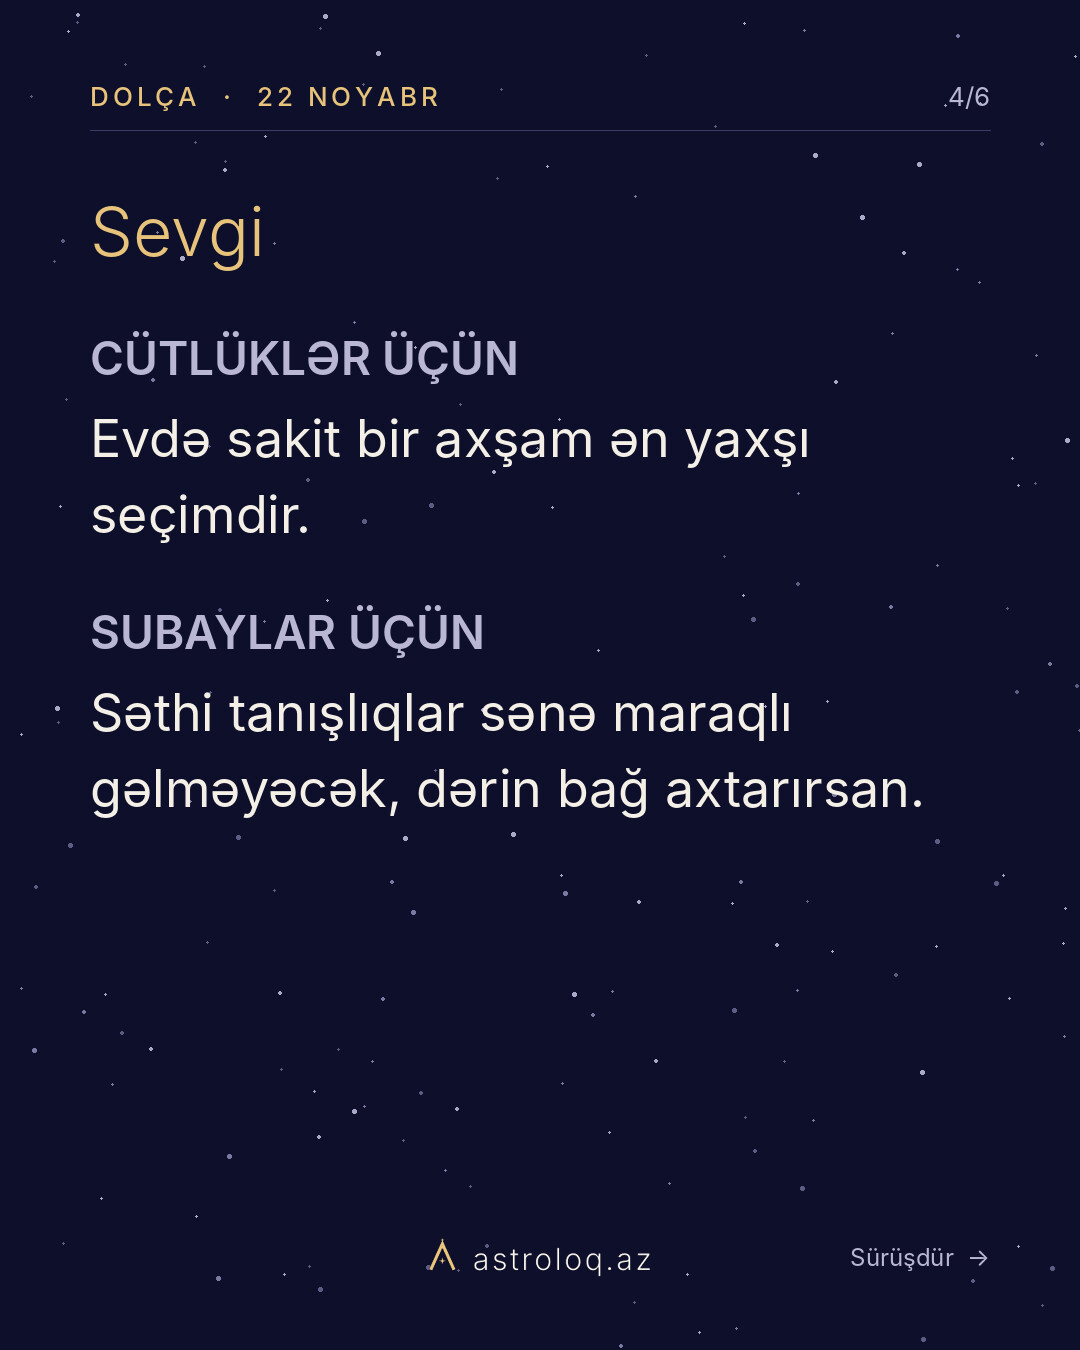 DOLÇA · 22 NOYABR
4/6
Sevgi
CÜTLÜKLƏR ÜÇÜN
Evdə sakit bir axşam ən yaxşı
seçimdir.
SUBAYLAR ÜÇÜN
Səthi tanışlıqlar sənə maraqlı
gəlməyəcək, dərin bağ axtarırsan.
astroloq.az
Sürüşdür →